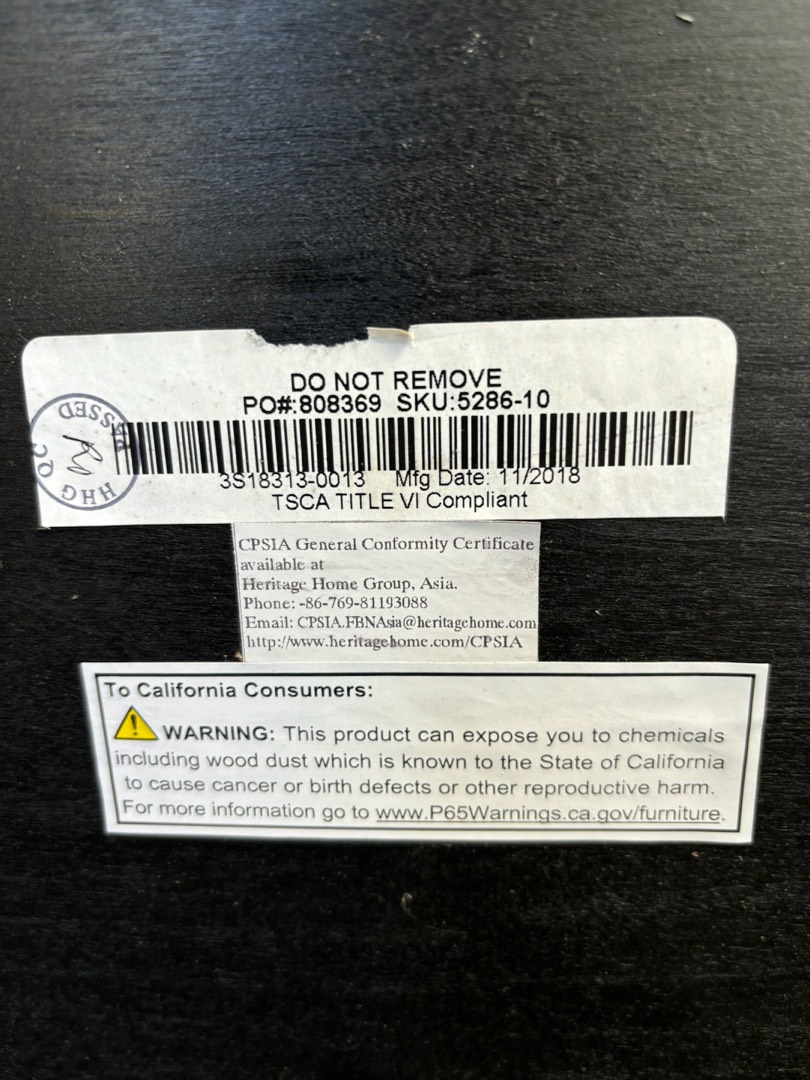 DO NOT REMOVE
PO#:808369 SKU:5286-10
HHG QC PASSED
3S18313-0013 Mfg Date: 11/2018
TSCA TITLE VI Compliant
CPSIA General Conformity Certificate
available at
Heritage Home Group, Asia.
Phone: -86-769-81193088
Email: CPSIA.FBNAsia@heritagehome.com
http://www.heritagehome.com/CPSIA
To California Consumers:
WARNING: This product can expose you to chemicals
including wood dust which is known to the State of California
to cause cancer or birth defects or other reproductive harm.
For more information go to www.P65Warnings.ca.gov/furniture.